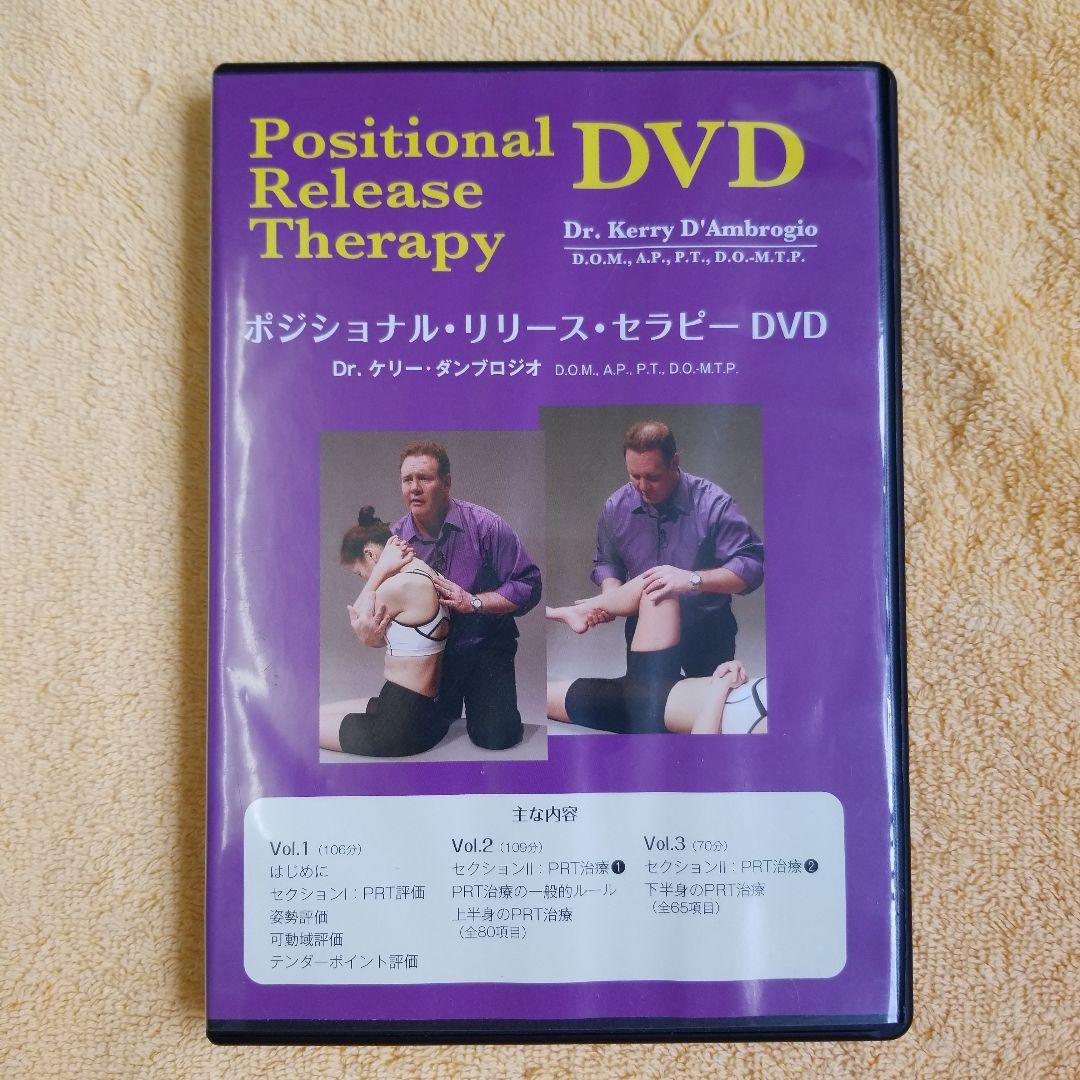 Positional
Release
Therapy
DVD
Dr. Kerry D'Ambrogio
D.O.M., A.P., P.T., D.O.-M.T.P.
ポジショナル・リリース・セラピー DVD
Dr. ケリー・ダンブロジオ D.O.M., A.P., P.T., D.O.-M.T.P.
主な内容
Vol.1（106分）
はじめに
セクションI：PRT評価
姿勢評価
可動域評価
テンダーポイント評価
Vol.2（109分）
セクションII：PRT治療❶
PRT治療の一般的ルール
上半身のPRT治療
（全80項目）
Vol.3（70分）
セクションII：PRT治療❷
下半身のPRT治療
（全65項目）